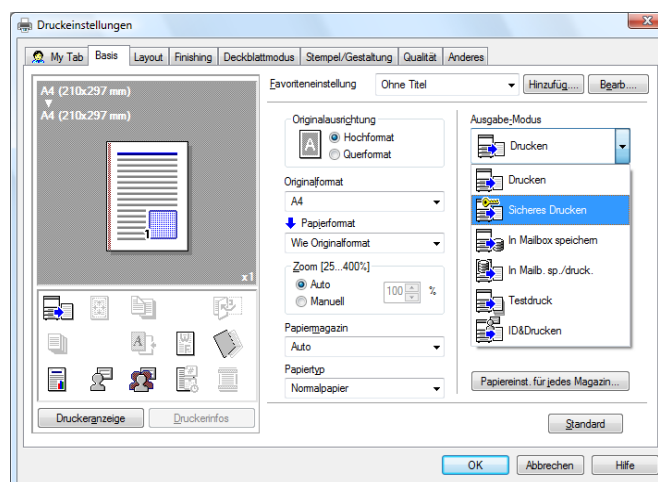 Druckeinstellungen
My Tab Basis Layout Finishing Deckblattmodus Stempel/Gestaltung Qualität Anderes
A4 (210x297 mm)
A4 (210x297 mm)
1
x1
Druckeranzeige Druckerinfos
Favoriteneinstellung Ohne Titel Hinzufüg.... Bearb....
Originalausrichtung
A
Hochformat
Querformat
Originalformat
A4
Papierformat
Wie Originalformat
Zoom [25...400%]
Auto
Manuell
100 %
Papiermagazin
Auto
Papiertyp
Normalpapier
Ausgabe-Modus
Drucken
Drucken
Sicheres Drucken
In Mailbox speichern
In Mailb. sp./druck.
Testdruck
ID&Drucken
Papiereinst. für jedes Magazin...
Standard
OK Abbrechen Hilfe